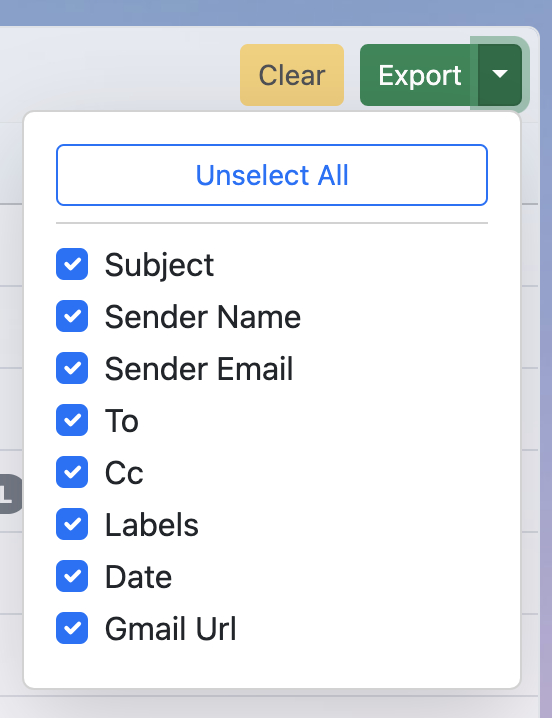 Clear
Export
Unselect All
Subject
Sender Name
Sender Email
To
Cc
L
Labels
Date
Gmail Url